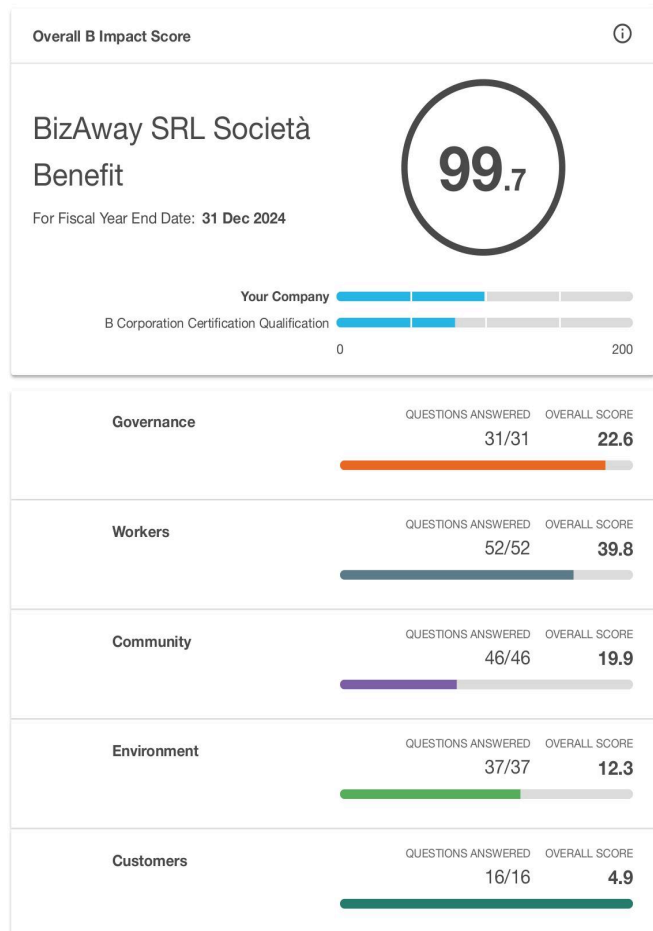 Overall B Impact Score
BizAway SRL Società
Benefit
99.7
For Fiscal Year End Date: 31 Dec 2024
Your Company
B Corporation Certification Qualification
0 200
Governance QUESTIONS ANSWERED OVERALL SCORE
31/31 22.6
Workers QUESTIONS ANSWERED OVERALL SCORE
52/52 39.8
Community QUESTIONS ANSWERED OVERALL SCORE
46/46 19.9
Environment QUESTIONS ANSWERED OVERALL SCORE
37/37 12.3
Customers QUESTIONS ANSWERED OVERALL SCORE
16/16 4.9